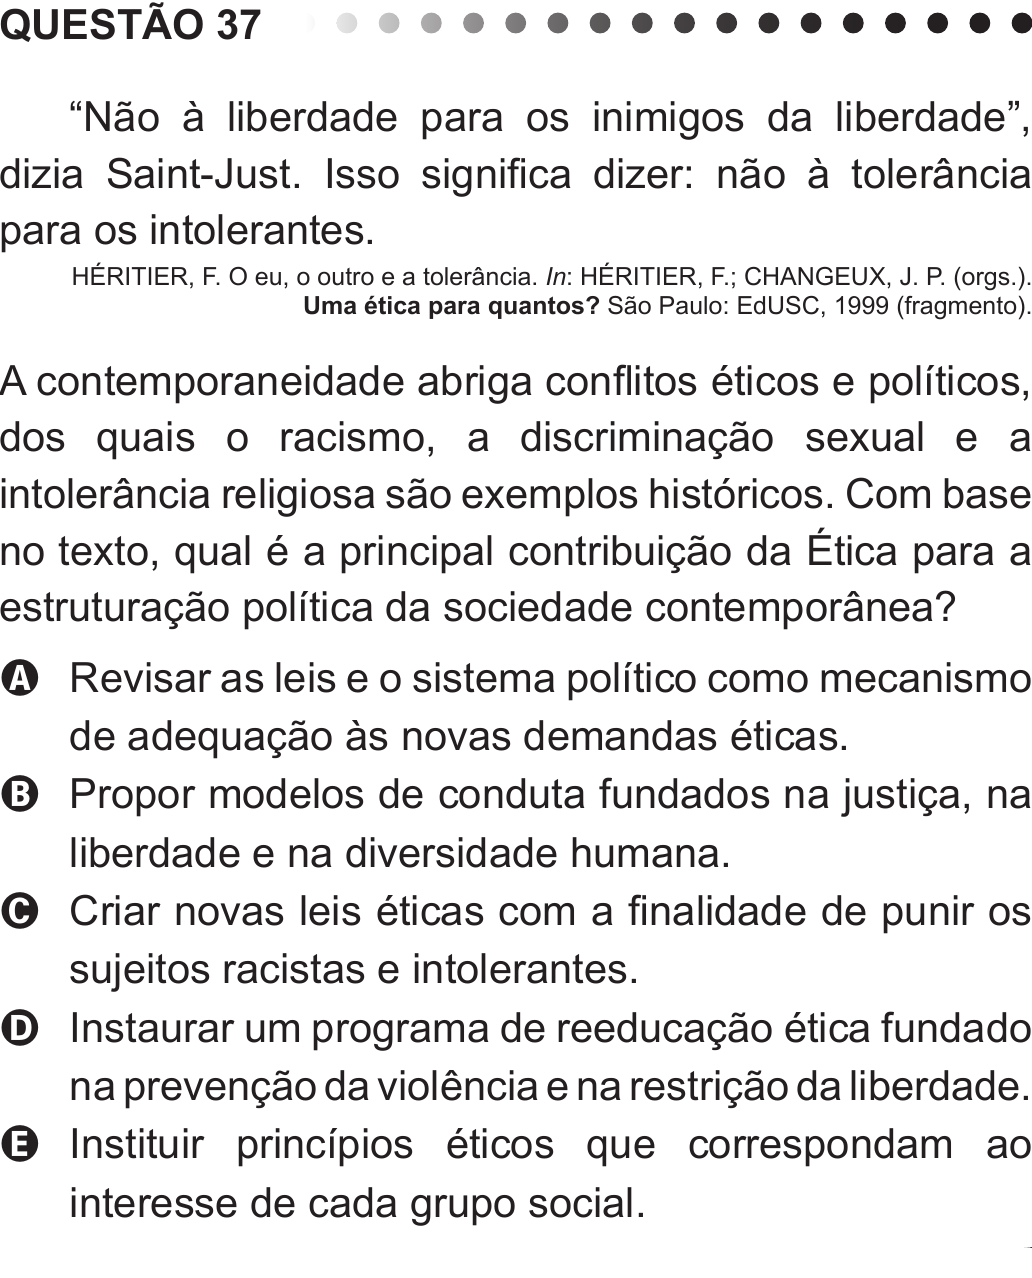 QUESTÃO 37
“Não à liberdade para os inimigos da liberdade”,
dizia Saint-Just. Isso significa dizer: não à tolerância
para os intolerantes.
HÉRITIER, F. O eu, o outro e a tolerância. In: HÉRITIER, F.; CHANGEUX, J. P. (orgs.).
Uma ética para quantos? São Paulo: EdUSC, 1999 (fragmento).
A contemporaneidade abriga conflitos éticos e políticos,
dos quais o racismo, a discriminação sexual e a
intolerância religiosa são exemplos históricos. Com base
no texto, qual é a principal contribuição da Ética para a
estruturação política da sociedade contemporânea?
A Revisar as leis e o sistema político como mecanismo
de adequação às novas demandas éticas.
B Propor modelos de conduta fundados na justiça, na
liberdade e na diversidade humana.
C Criar novas leis éticas com a finalidade de punir os
sujeitos racistas e intolerantes.
D Instaurar um programa de reeducação ética fundado
na prevenção da violência e na restrição da liberdade.
E Instituir princípios éticos que correspondam ao
interesse de cada grupo social.